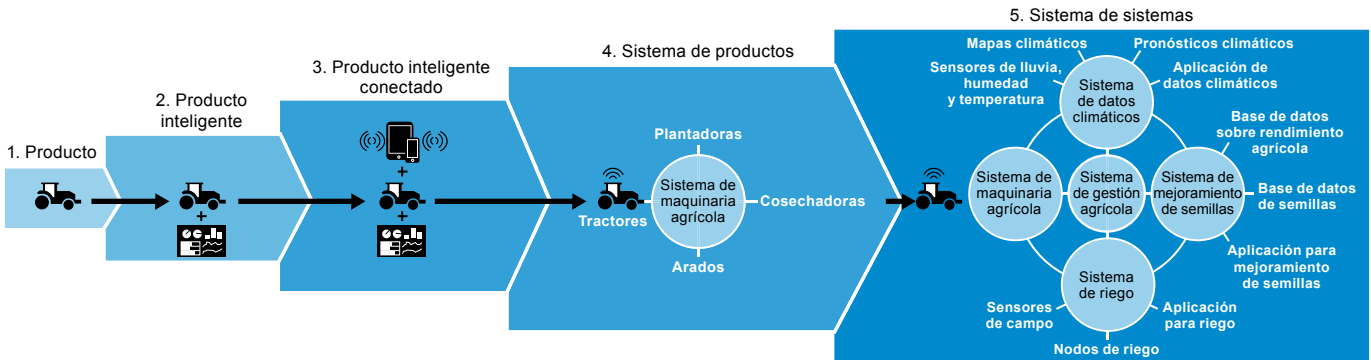 1. Producto
2. Producto
inteligente
3. Producto inteligente
conectado
4. Sistema de productos
Plantadoras
Sistema de
maquinaria
agrícola
Tractores
Cosechadoras
Arados
5. Sistema de sistemas
Mapas climáticos
Pronósticos climáticos
Sensores de lluvia,
humedad
y temperatura
Aplicación de
datos climáticos
Sistema
de datos
climáticos
Base de datos
sobre rendimiento
agrícola
Sistema de
maquinaria
agrícola
Sistema
de gestión
agrícola
Sistema de
mejoramiento
de semillas
Base de datos
de semillas
Aplicación para
mejoramiento
de semillas
Sistema
de riego
Sensores
de campo
Aplicación
para riego
Nodos de riego